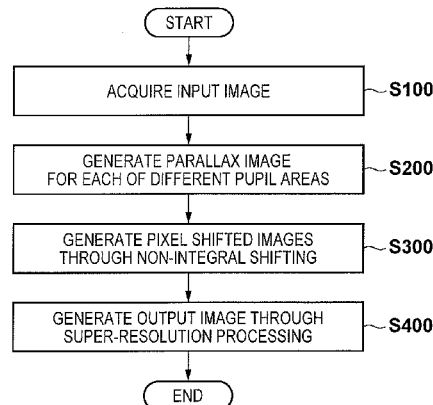 START
ACQUIRE INPUT IMAGE
S100
GENERATE PARALLAX IMAGE
FOR EACH OF DIFFERENT PUPIL AREAS
S200
GENERATE PIXEL SHIFTED IMAGES
THROUGH NON-INTEGRAL SHIFTING
S300
GENERATE OUTPUT IMAGE THROUGH
SUPER-RESOLUTION PROCESSING
S400
END